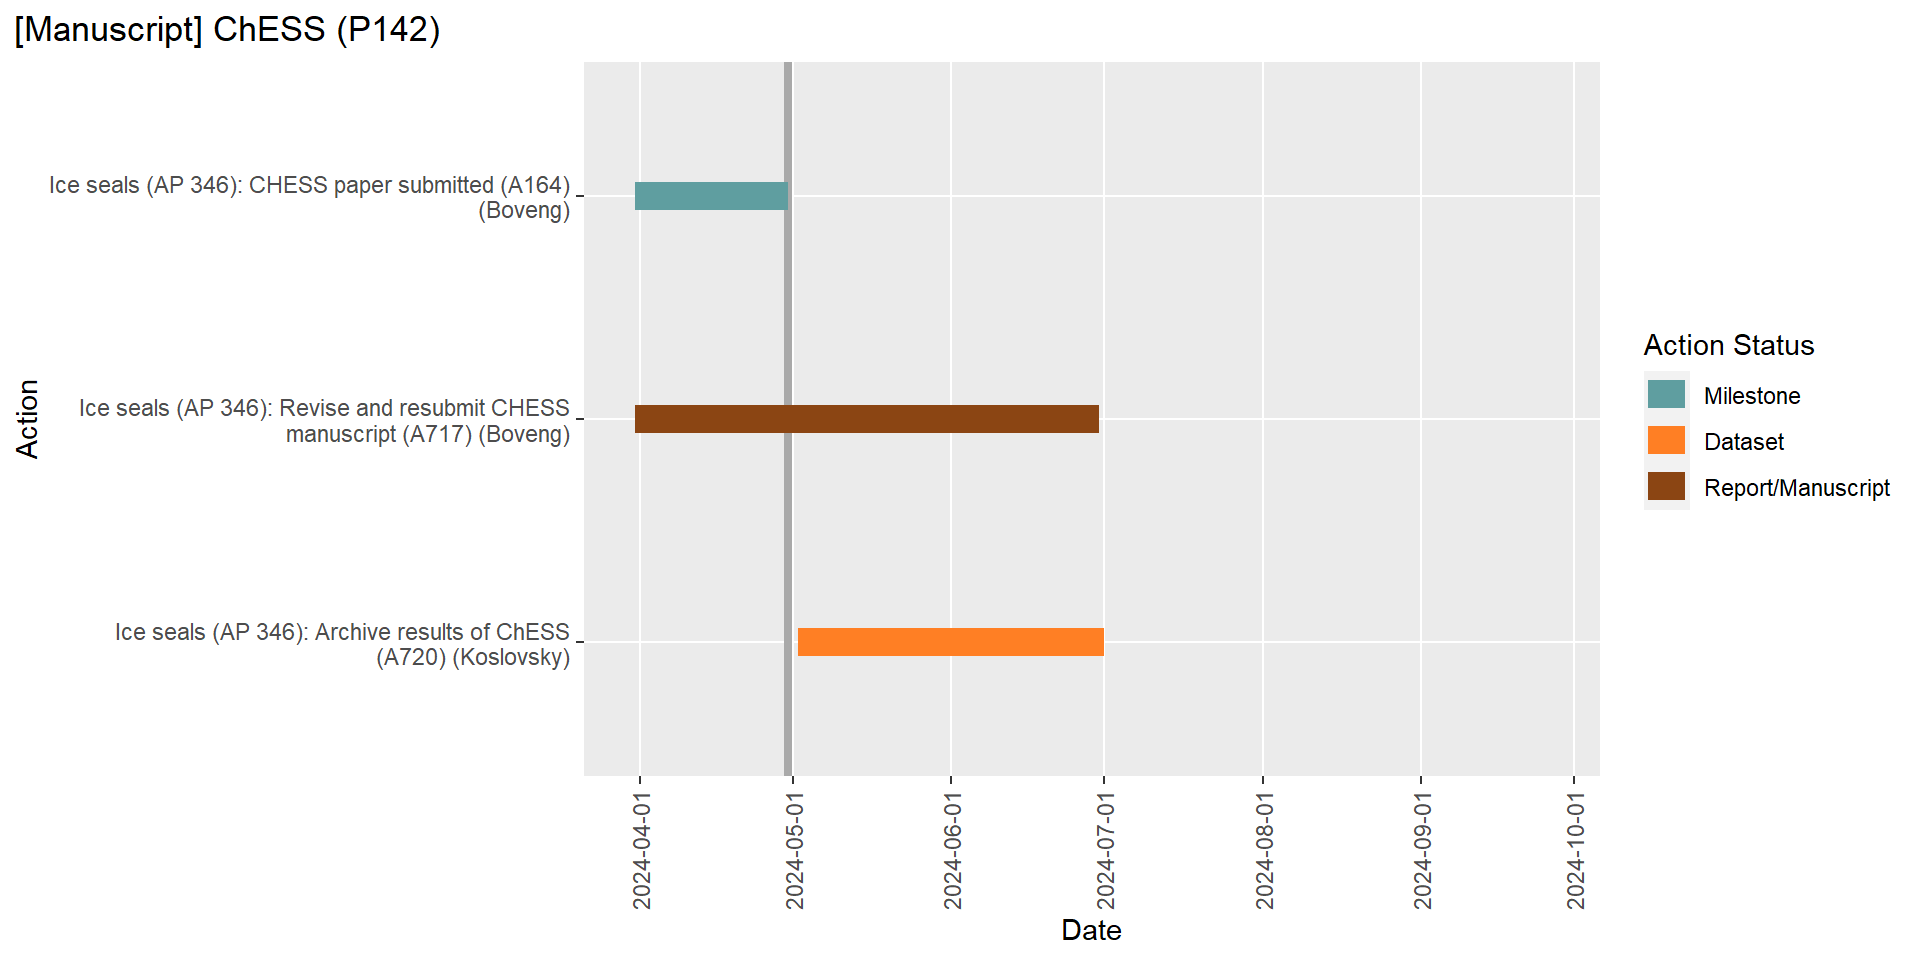 [Manuscript] ChESS (P142)
Ice seals (AP 346): CHESS paper submitted (A164)
(Boveng)
Ice seals (AP 346): Revise and resubmit CHESS
manuscript (A717) (Boveng)
Ice seals (AP 346): Archive results of ChESS
(A720) (Koslovsky)
Action
2024-04-01
2024-05-01
2024-06-01
2024-07-01
2024-08-01
2024-09-01
2024-10-01
Date
Action Status
Milestone
Dataset
Report/Manuscript